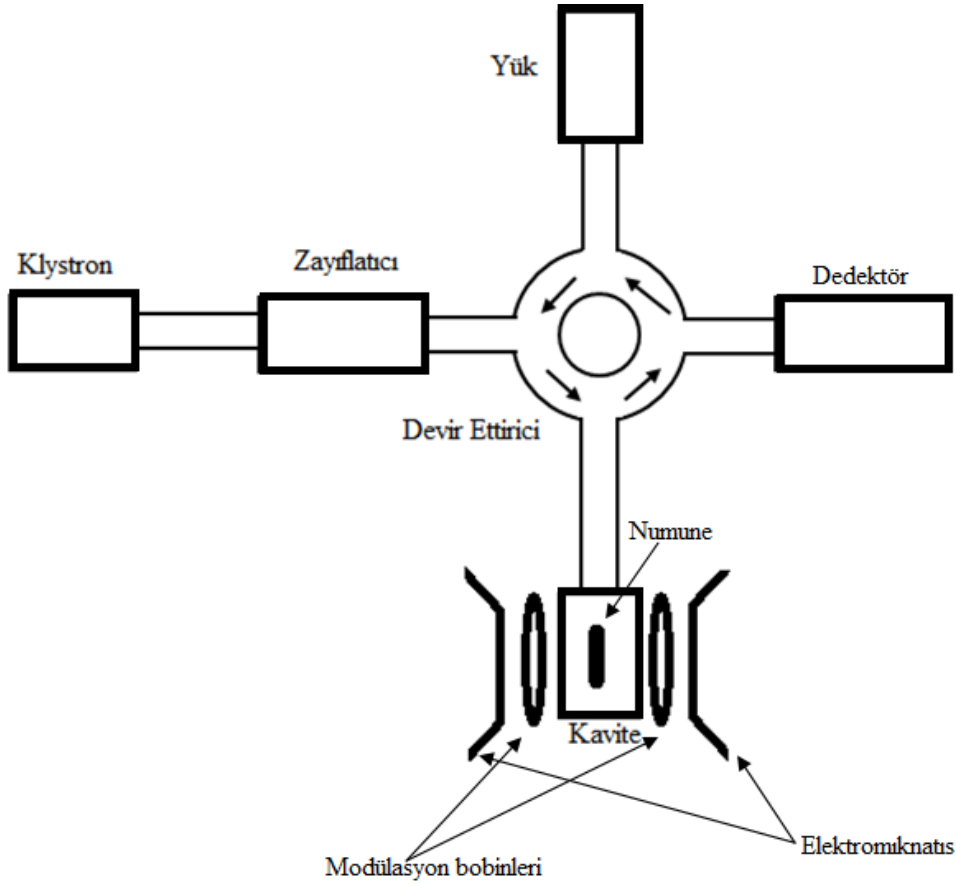 Yük
Klystron
Zayıflatıcı
Dedektör
Devir Ettirici
Numune
Kavite
Elektromıknatıs
Modülasyon bobinleri